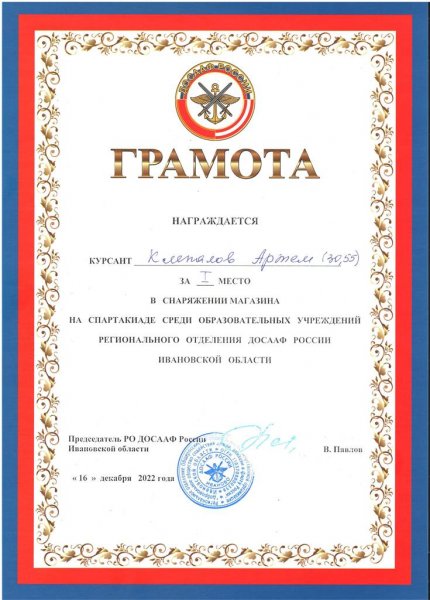 ДОСААФ РОССИИ
ГРАМОТА
НАГРАЖДАЕТСЯ
КУРСАНТ Клепалов Артем (30,55)
ЗА I МЕСТО
В СНАРЯЖЕНИИ МАГАЗИНА
НА СПАРТАКИАДЕ СРЕДИ ОБРАЗОВАТЕЛЬНЫХ УЧРЕЖДЕНИЙ
РЕГИОНАЛЬНОГО ОТДЕЛЕНИЯ ДОСААФ РОССИИ
ИВАНОВСКОЙ ОБЛАСТИ
Председатель РО ДОСААФ России
Ивановской области В. Павлов
« 16 » декабря 2022 года